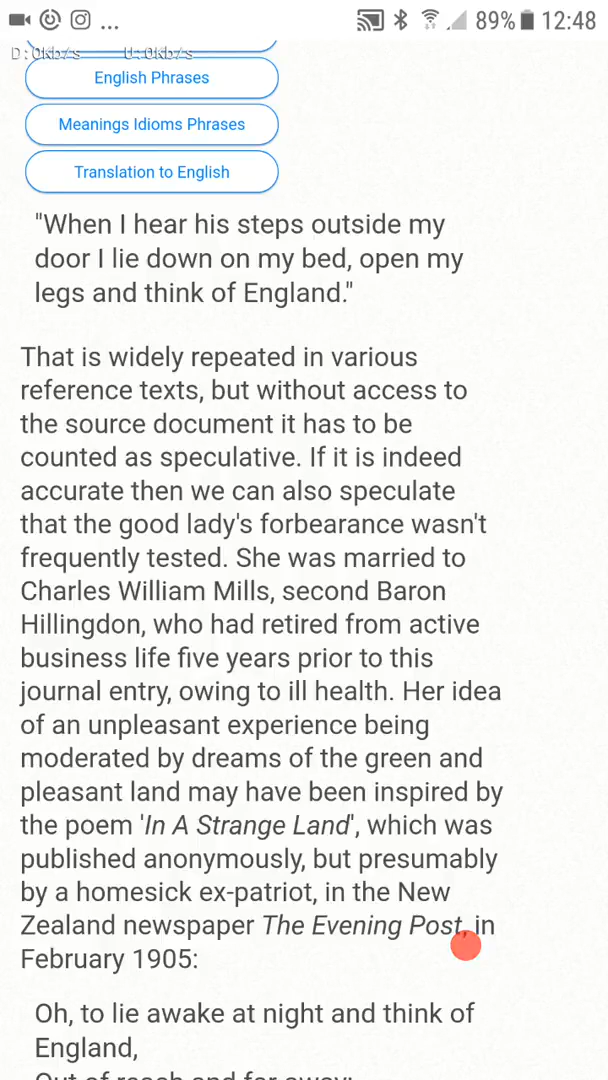 ... 89% 12:48
D:0Kb/s U:0Kb/s
English Phrases
Meanings Idioms Phrases
Translation to English
"When I hear his steps outside my
door I lie down on my bed, open my
legs and think of England."
That is widely repeated in various
reference texts, but without access to
the source document it has to be
counted as speculative. If it is indeed
accurate then we can also speculate
that the good lady's forbearance wasn't
frequently tested. She was married to
Charles William Mills, second Baron
Hillingdon, who had retired from active
business life five years prior to this
journal entry, owing to ill health. Her idea
of an unpleasant experience being
moderated by dreams of the green and
pleasant land may have been inspired by
the poem 'In A Strange Land', which was
published anonymously, but presumably
by a homesick ex-patriot, in the New
Zealand newspaper The Evening Post, in
February 1905:
Oh, to lie awake at night and think of
England,
Out of reach and far away;